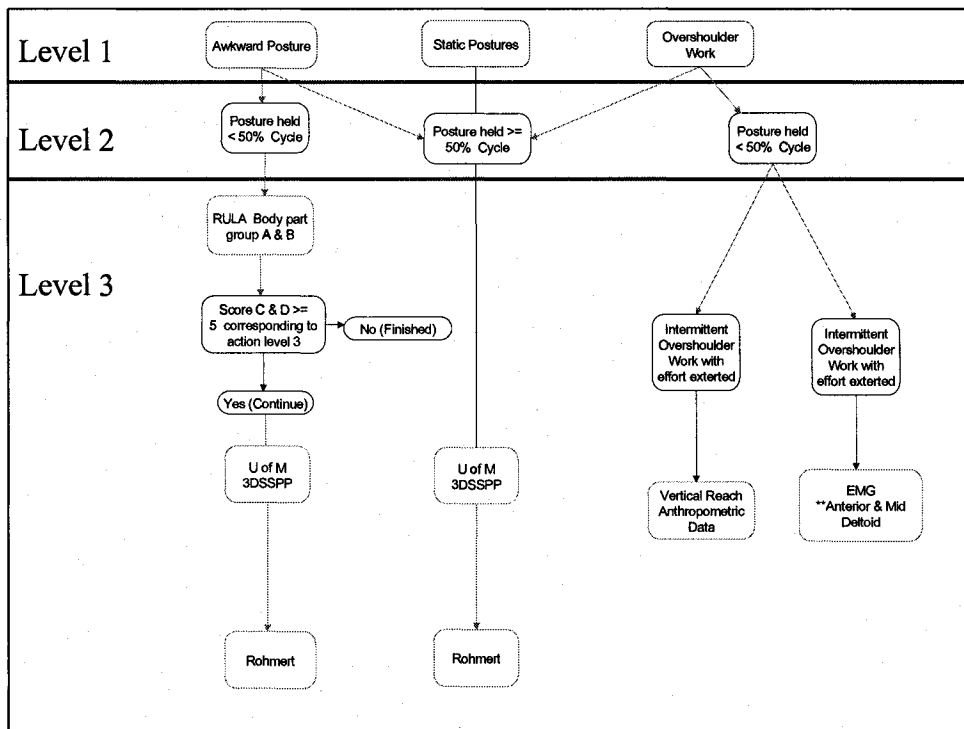 Level 1
Awkward Posture
Static Postures
Overshoulder
Work
Level 2
Posture held
< 50% Cycle
Posture held >=
50% Cycle
Posture held
< 50% Cycle
Level 3
RULA Body part
group A & B
Score C & D >=
5 corresponding to
action level 3
No (Finished)
Yes (Continue)
U of M
3DSSPP
Rohmert
U of M
3DSSPP
Rohmert
Intermittent
Overshoulder
Work with
effort exterted
Vertical Reach
Anthropometric
Data
Intermittent
Overshoulder
Work with
effort exterted
EMG
**Anterior & Mid
Deltoid